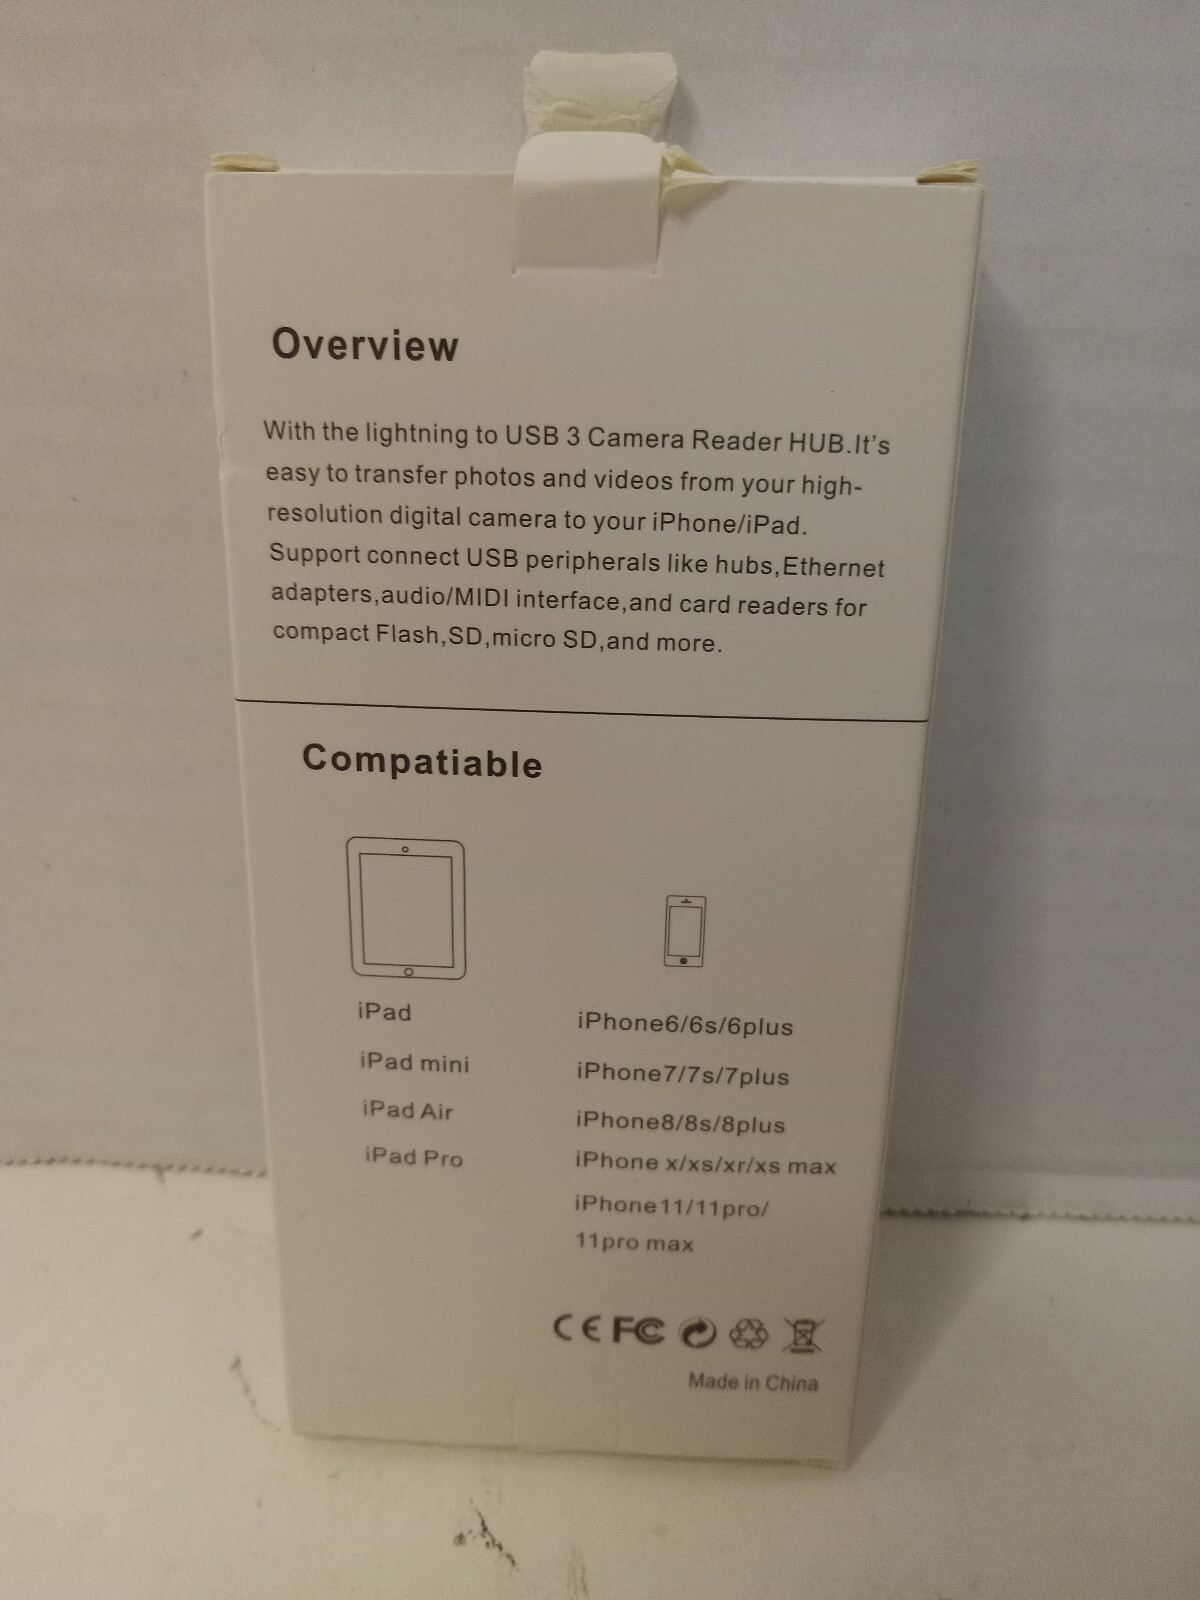 Overview
With the lightning to USB 3 Camera Reader HUB.It's
easy to transfer photos and videos from your high-
resolution digital camera to your iPhone/iPad.
Support connect USB peripherals like hubs,Ethernet
adapters,audio/MIDI interface,and card readers for
compact Flash,SD,micro SD,and more.
Compatiable
iPad
iPad mini
iPad Air
iPad Pro
iPhone6/6s/6plus
iPhone7/7s/7plus
iPhone8/8s/8plus
iPhone x/xs/xr/xs max
iPhone11/11pro/
11pro max
CE FC
Made in China